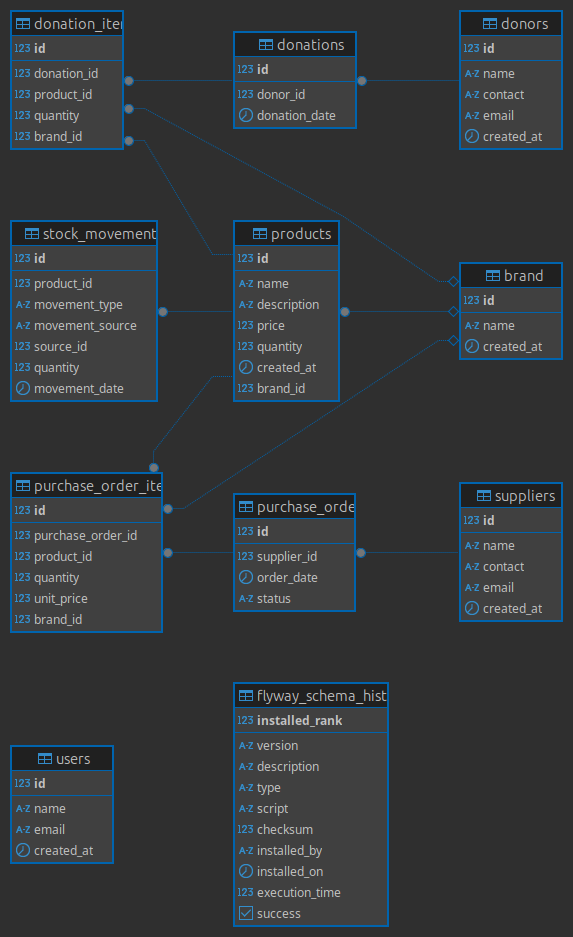 donation_iter
123 id
123 donation_id
123 product_id
123 quantity
123 brand_id
donations
123 id
123 donor_id
donation_date
donors
123 id
A-Z name
A-Z contact
A-Z email
created_at
stock_movement
123 id
123 product_id
A-Z movement_type
A-Z movement_source
123 source_id
123 quantity
movement_date
products
123 id
A-Z name
A-Z description
123 price
123 quantity
created_at
123 brand_id
brand
123 id
A-Z name
created_at
purchase_order_ite
123 id
123 purchase_order_id
123 product_id
123 quantity
123 unit_price
123 brand_id
purchase_orde
123 id
123 supplier_id
order_date
A-Z status
suppliers
123 id
A-Z name
A-Z contact
A-Z email
created_at
users
123 id
A-Z name
A-Z email
created_at
flyway_schema_hist
123 installed_rank
A-Z version
A-Z description
A-Z type
A-Z script
123 checksum
A-Z installed_by
installed_on
123 execution_time
success